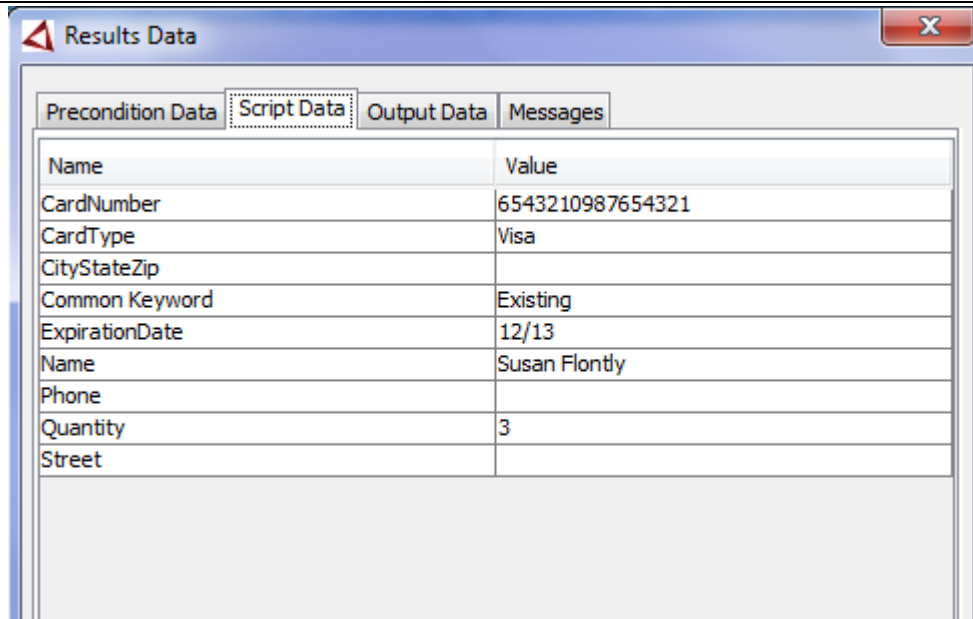 Results Data
Precondition Data Script Data Output Data Messages
Name Value
CardNumber 6543210987654321
CardType Visa
CityStateZip
Common Keyword Existing
ExpirationDate 12/13
Name Susan Flontly
Phone
Quantity 3
Street